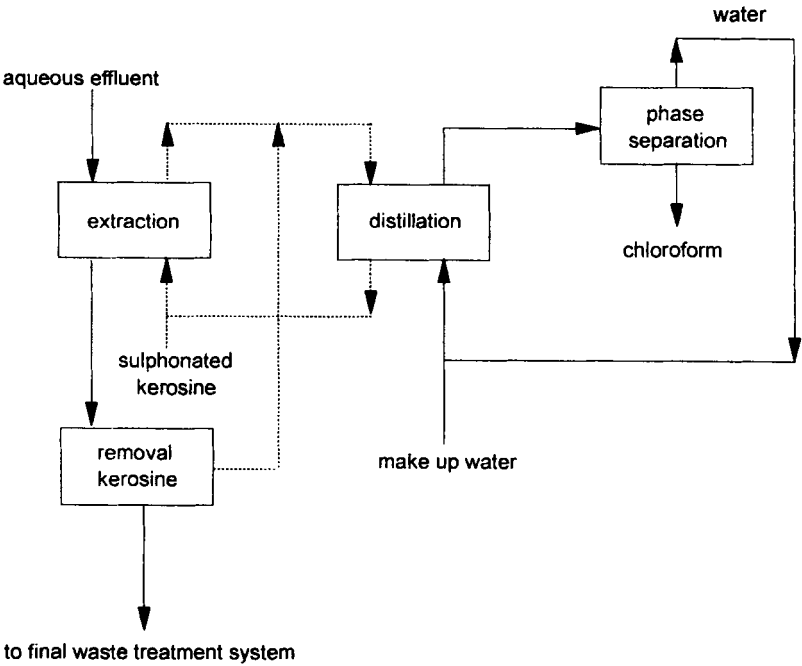 water
aqueous effluent
phase
separation
extraction
distillation
chloroform
sulphonated
kerosine
removal
kerosine
make up water
to final waste treatment system